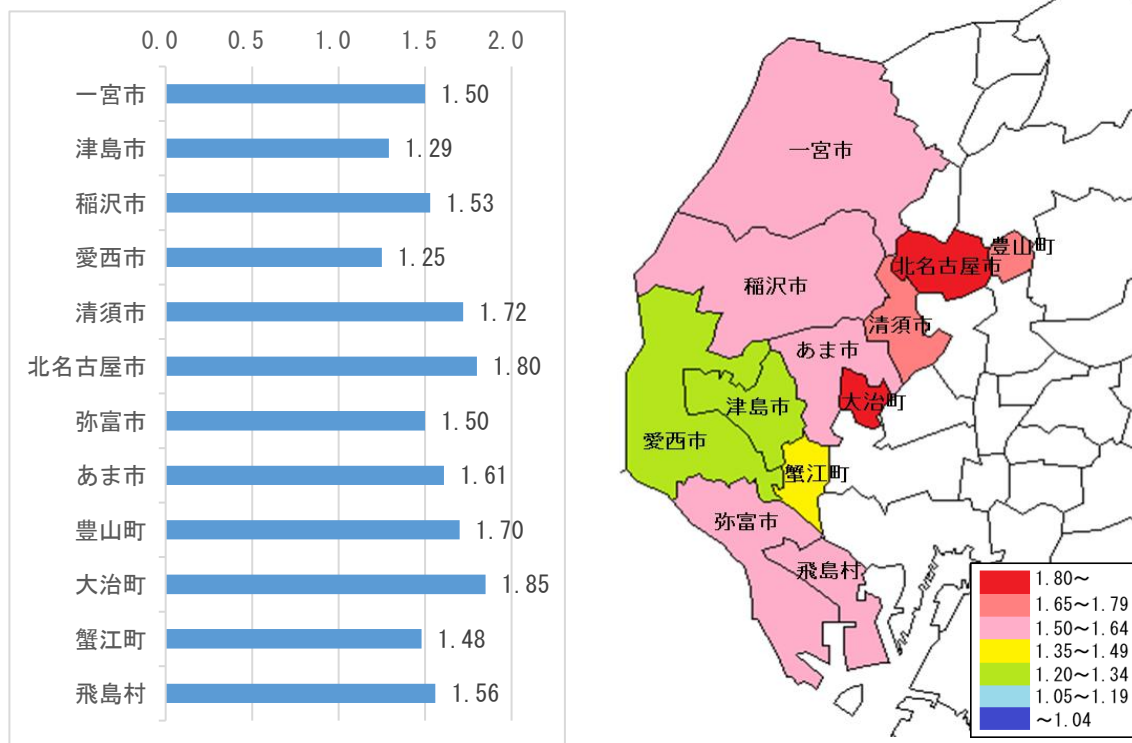 0.0 0.5 1.0 1.5 2.0
一宮市 1.50
津島市 1.29
稲沢市 1.53
愛西市 1.25
清須市 1.72
北名古屋市 1.80
弥富市 1.50
あま市 1.61
豊山町 1.70
大治町 1.85
蟹江町 1.48
飛島村 1.56
一宮市
豊山町
北名古屋市
稲沢市
清須市
あま市
大治町
津島市
愛西市
蟹江町
弥富市
飛島村
1.80～
1.65～1.79
1.50～1.64
1.35～1.49
1.20～1.34
1.05～1.19
～1.04